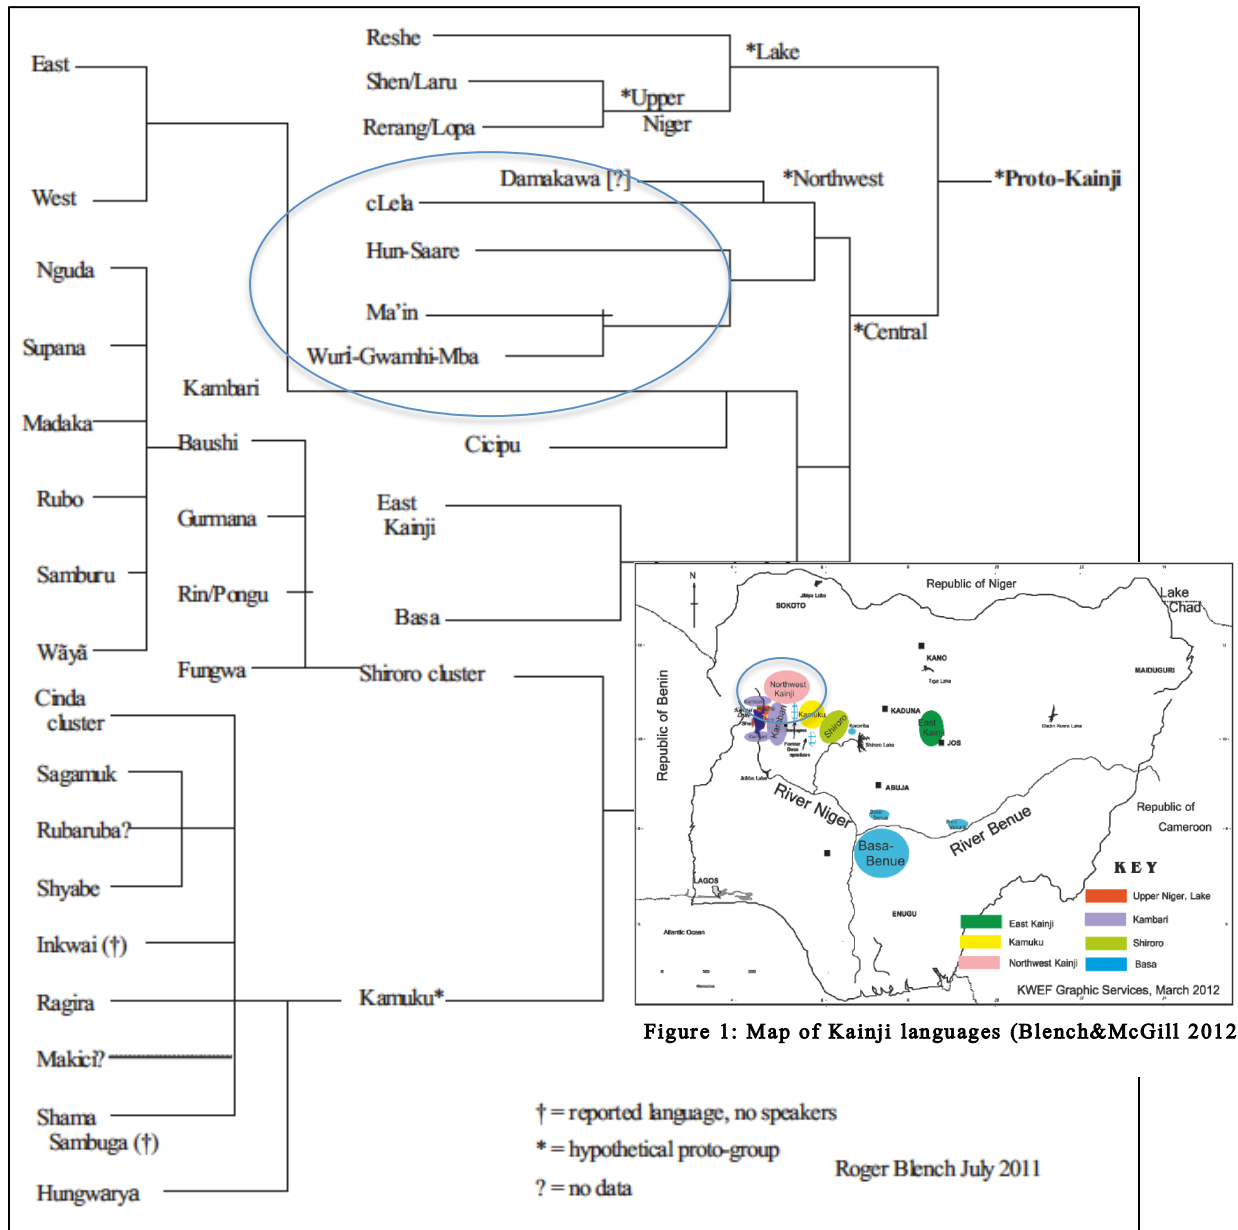 Reshe
*Lake
East
Shen/Laru
*Upper
Niger
Rerang/Lopa
Damakawa [?]
*Northwest
*Proto-Kainji
West
cLela
Hun-Saare
Nguda
Ma'in
*Central
Supana
Wuri-Gwamhi-Mba
Kambari
Madaka
Baushi
Cicipu
Rubo
East
Kainji
Gurmana
Samburu
Rin/Pongu
Basa
Wãyã
Fungwa
Shiroro cluster
Cinda
cluster
Sagamuk
Rubaruba?
Shyabe
Inkwai (†)
Ragira
Kamuku*
Makici?
Shama
Sambuga (†)
Hungwarya
N
Republic of Niger
Lake
Chad
SOKOTO
KANO
MAIDUGURI
Republic of Benin
Northwest
Kainji
Kambari
Kamuku
Shiroro
KADUNA
East
Kainji
JOS
Shiroro Lake
ABUJA
River Niger
River Benue
Republic of
Cameroon
Basa-
Benue
LAGOS
ENUGU
Atlantic Ocean
KEY
Upper Niger, Lake
East Kainji
Kambari
Kamuku
Shiroro
Northwest Kainji
Basa
KWEF Graphic Services, March 2012
Figure 1: Map of Kainji languages (Blench&McGill 2012
† = reported language, no speakers
* = hypothetical proto-group
? = no data
Roger Blench July 2011